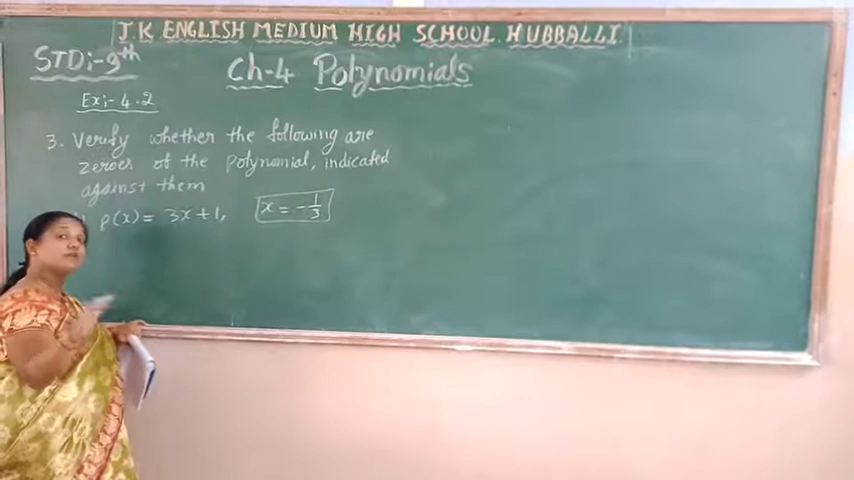 J.K ENGLISH MEDIUM HIGH SCHOOL HUBBALLI
STD:- 9th
Ch-4 Polynomials
Ex:- 4.2
3. Verify whether the following are
zeroes of the polynomial, indicated
against them
p(x) = 3x+1, x = -1/3